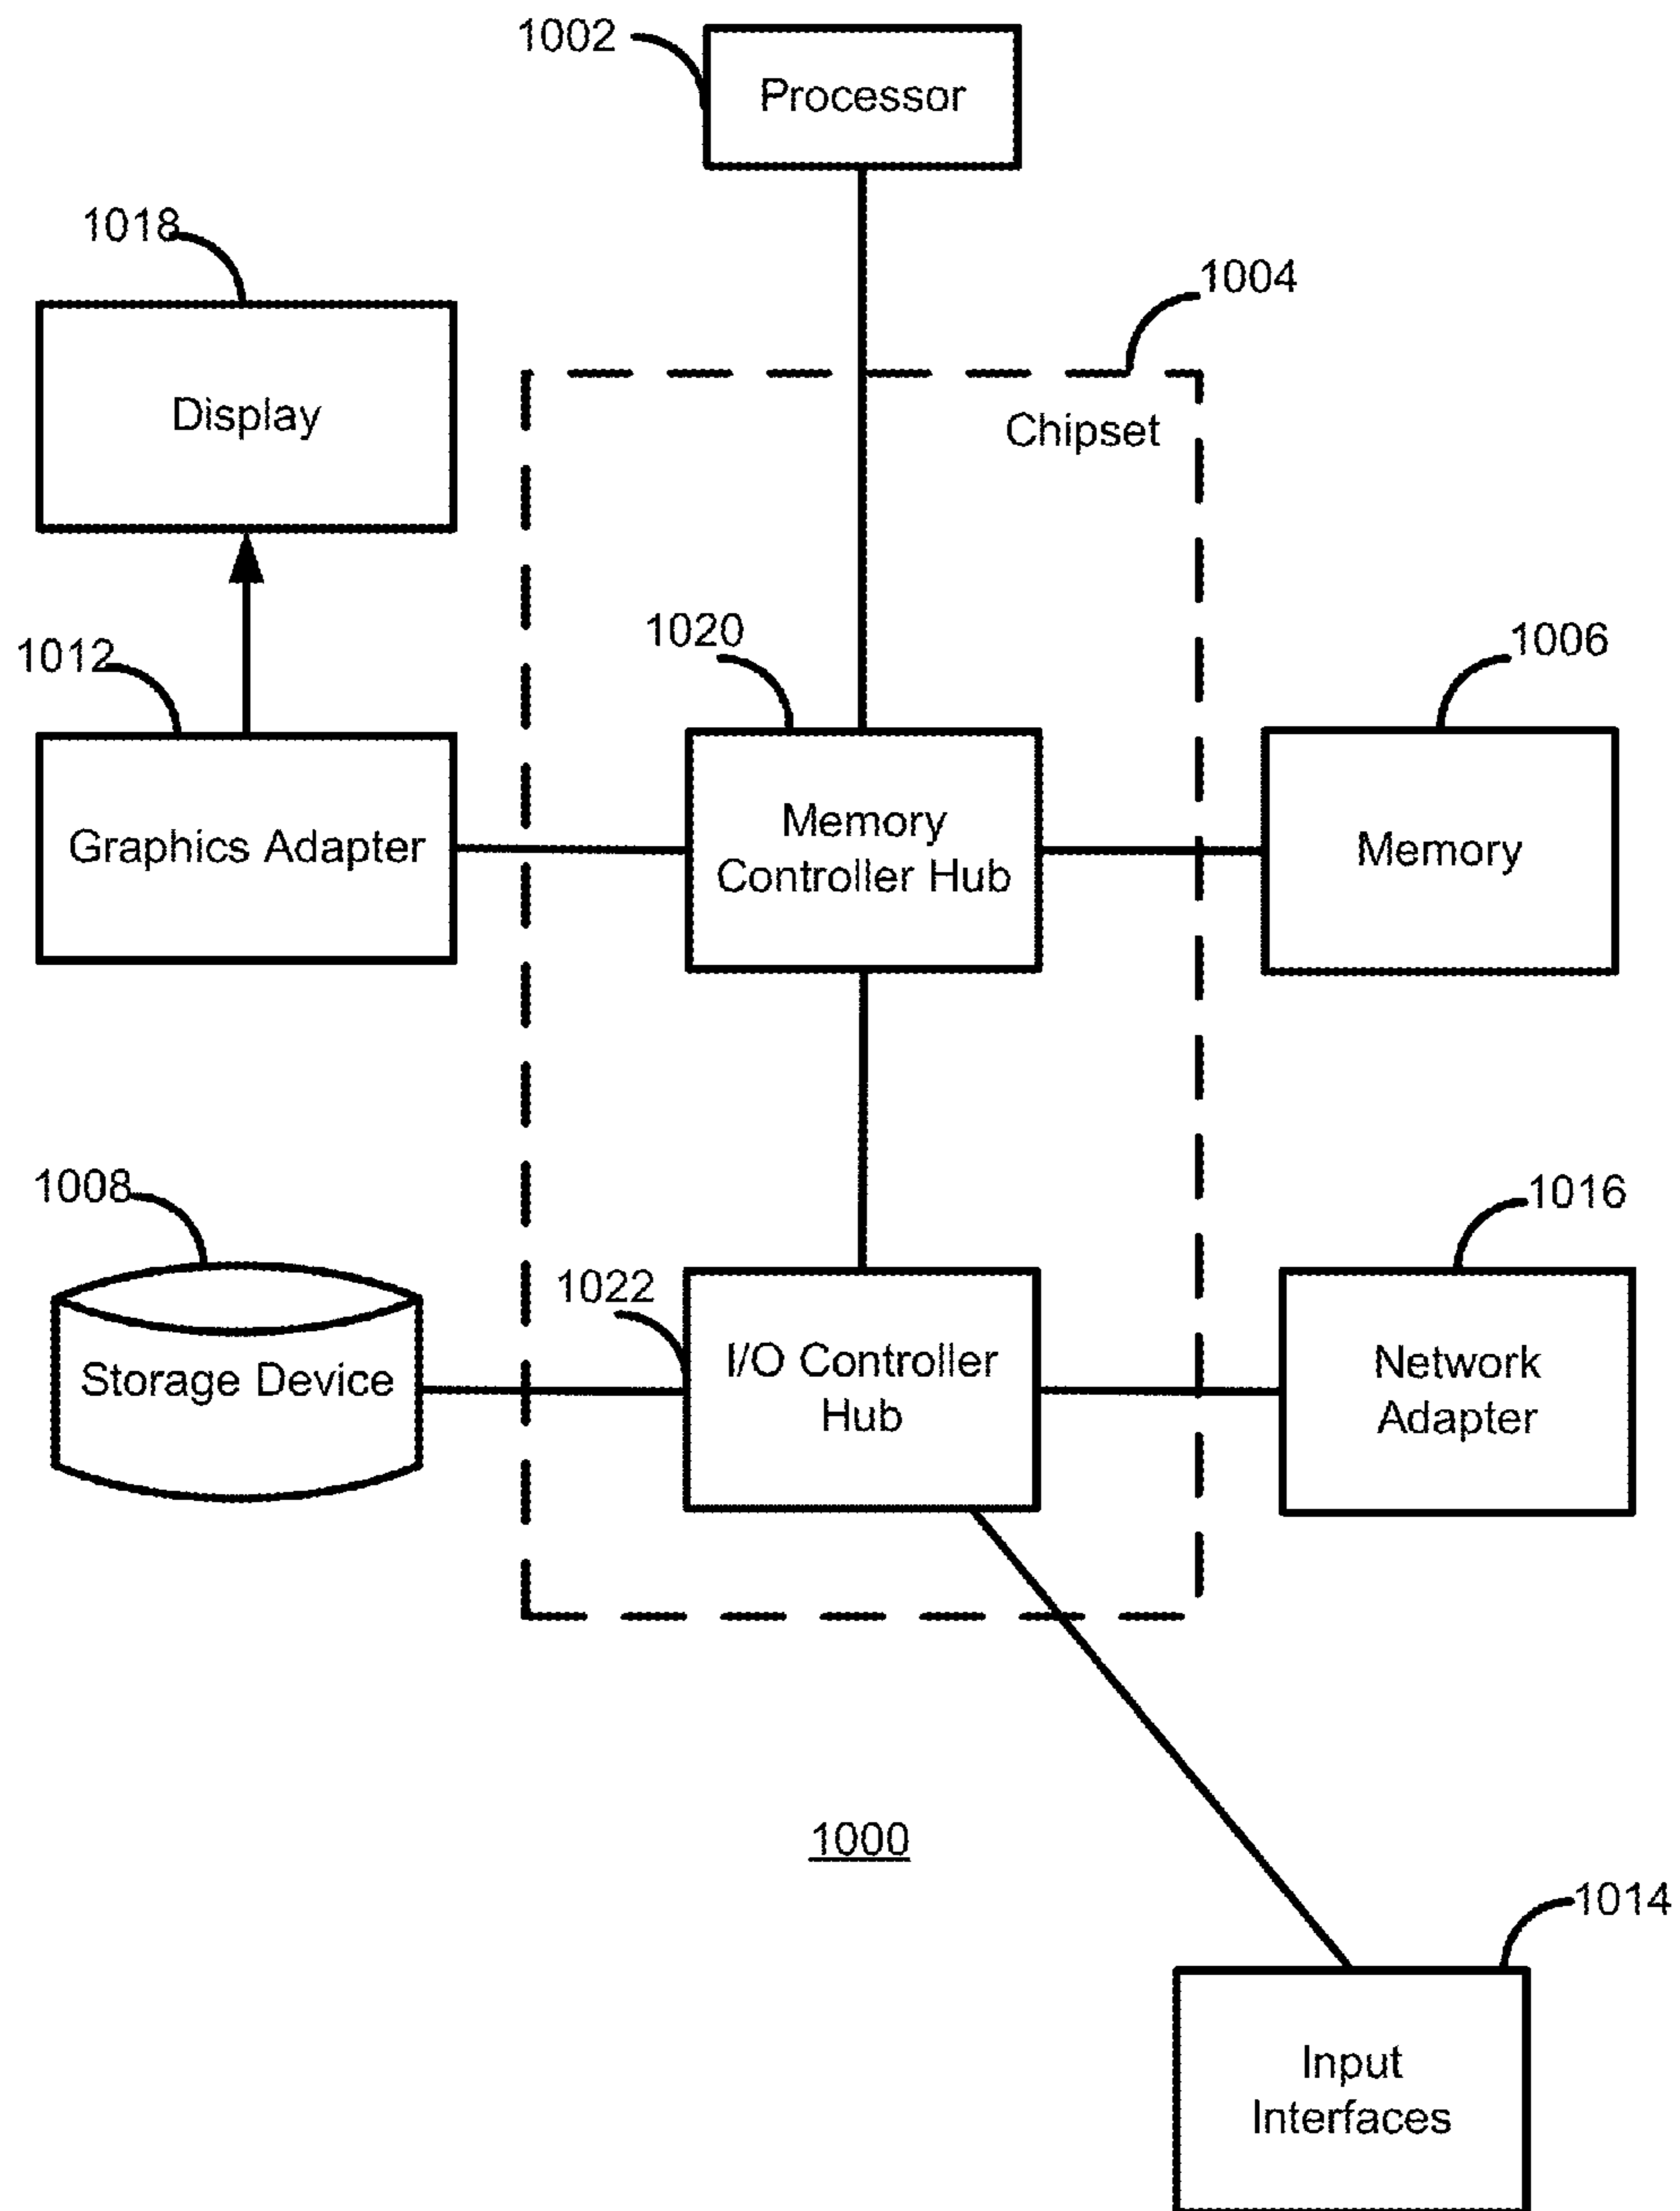 1002
Processor
1018
1004
Display
Chipset
1020
1006
1012
Graphics Adapter
Memory
Controller Hub
Memory
1008
1016
1022
Storage Device
I/O Controller
Hub
Network
Adapter
1000
1014
Input
Interfaces